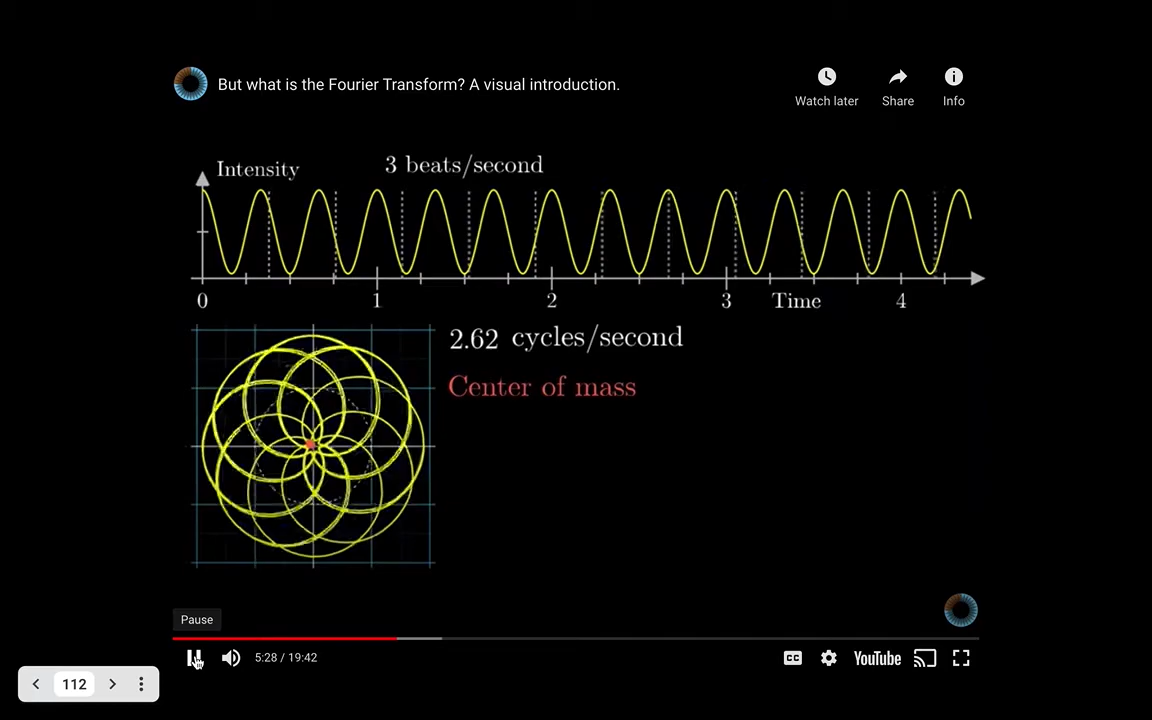 But what is the Fourier Transform? A visual introduction.
Watch later
Share
Info
Intensity
3 beats/second
0
1
2
3
Time
4
2.62 cycles/second
Center of mass
Pause
5:28 / 19:42
CC
YouTube
112